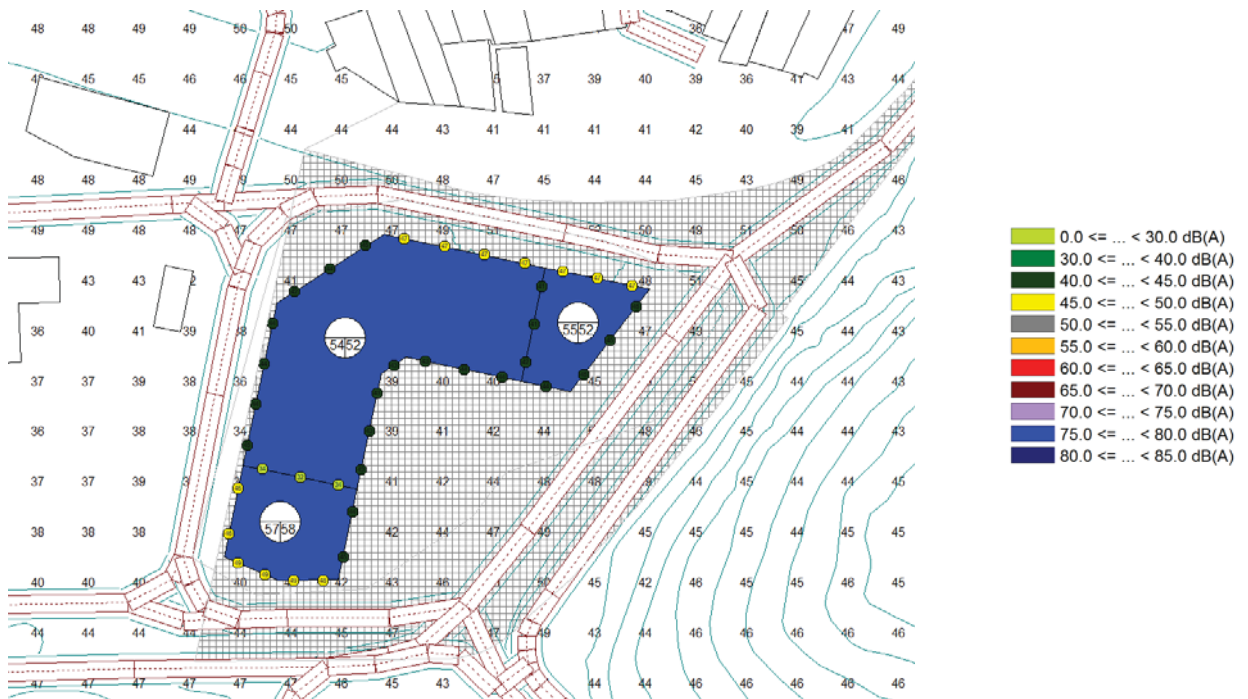 48 48 49 49 50 50 36 47 49
45 45 46 46 45 45 37 39 40 39 36 41 43 44
44 44 44 44 43 41 41 41 41 42 40 39 41
48 48 48 49 50 50 50 48 47 45 44 44 45 43 49 46
49 49 49 47 47 49 52 50 51 50 46 43
43 43 41 48 51
36 40 41 39 38 47 49 45 44 43
5452 5552
37 37 38 38 36 39 40 45 44 44
36 37 38 38 34 39 41 42 44 45 44 44 43
37 37 39 41 42 44 48 48 44 44 43
5758
38 38 38 42 44 47 49 45 45 44 44 45
40 40 40 40 42 43 46 50 45 42 46 45 46 45
44 44 44 44 44 45 47 47 49 43 44 46 46 46
47 47 47 47 46 45 43 44 44 46 46 46 46
0.0 <= ... < 30.0 dB(A)
30.0 <= ... < 40.0 dB(A)
40.0 <= ... < 45.0 dB(A)
45.0 <= ... < 50.0 dB(A)
50.0 <= ... < 55.0 dB(A)
55.0 <= ... < 60.0 dB(A)
60.0 <= ... < 65.0 dB(A)
65.0 <= ... < 70.0 dB(A)
70.0 <= ... < 75.0 dB(A)
75.0 <= ... < 80.0 dB(A)
80.0 <= ... < 85.0 dB(A)